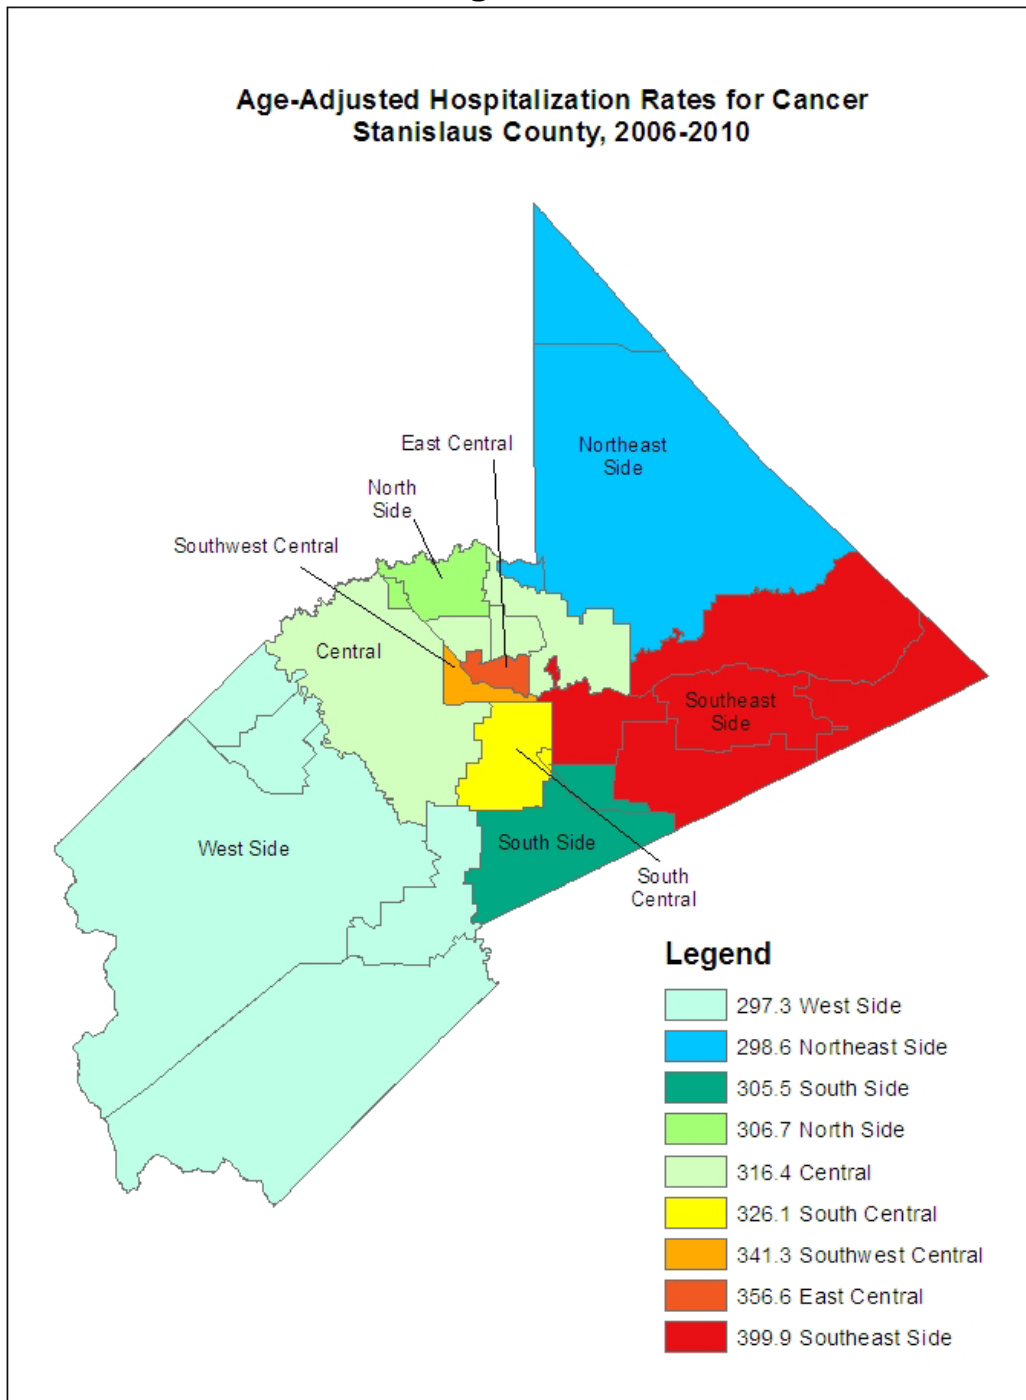 Age-Adjusted Hospitalization Rates for Cancer
Stanislaus County, 2006-2010
East Central
Northeast
Side
North
Side
Southwest Central
Central
Southeast
Side
West Side
South Side
South
Central
Legend
297.3 West Side
298.6 Northeast Side
305.5 South Side
306.7 North Side
316.4 Central
326.1 South Central
341.3 Southwest Central
356.6 East Central
399.9 Southeast Side